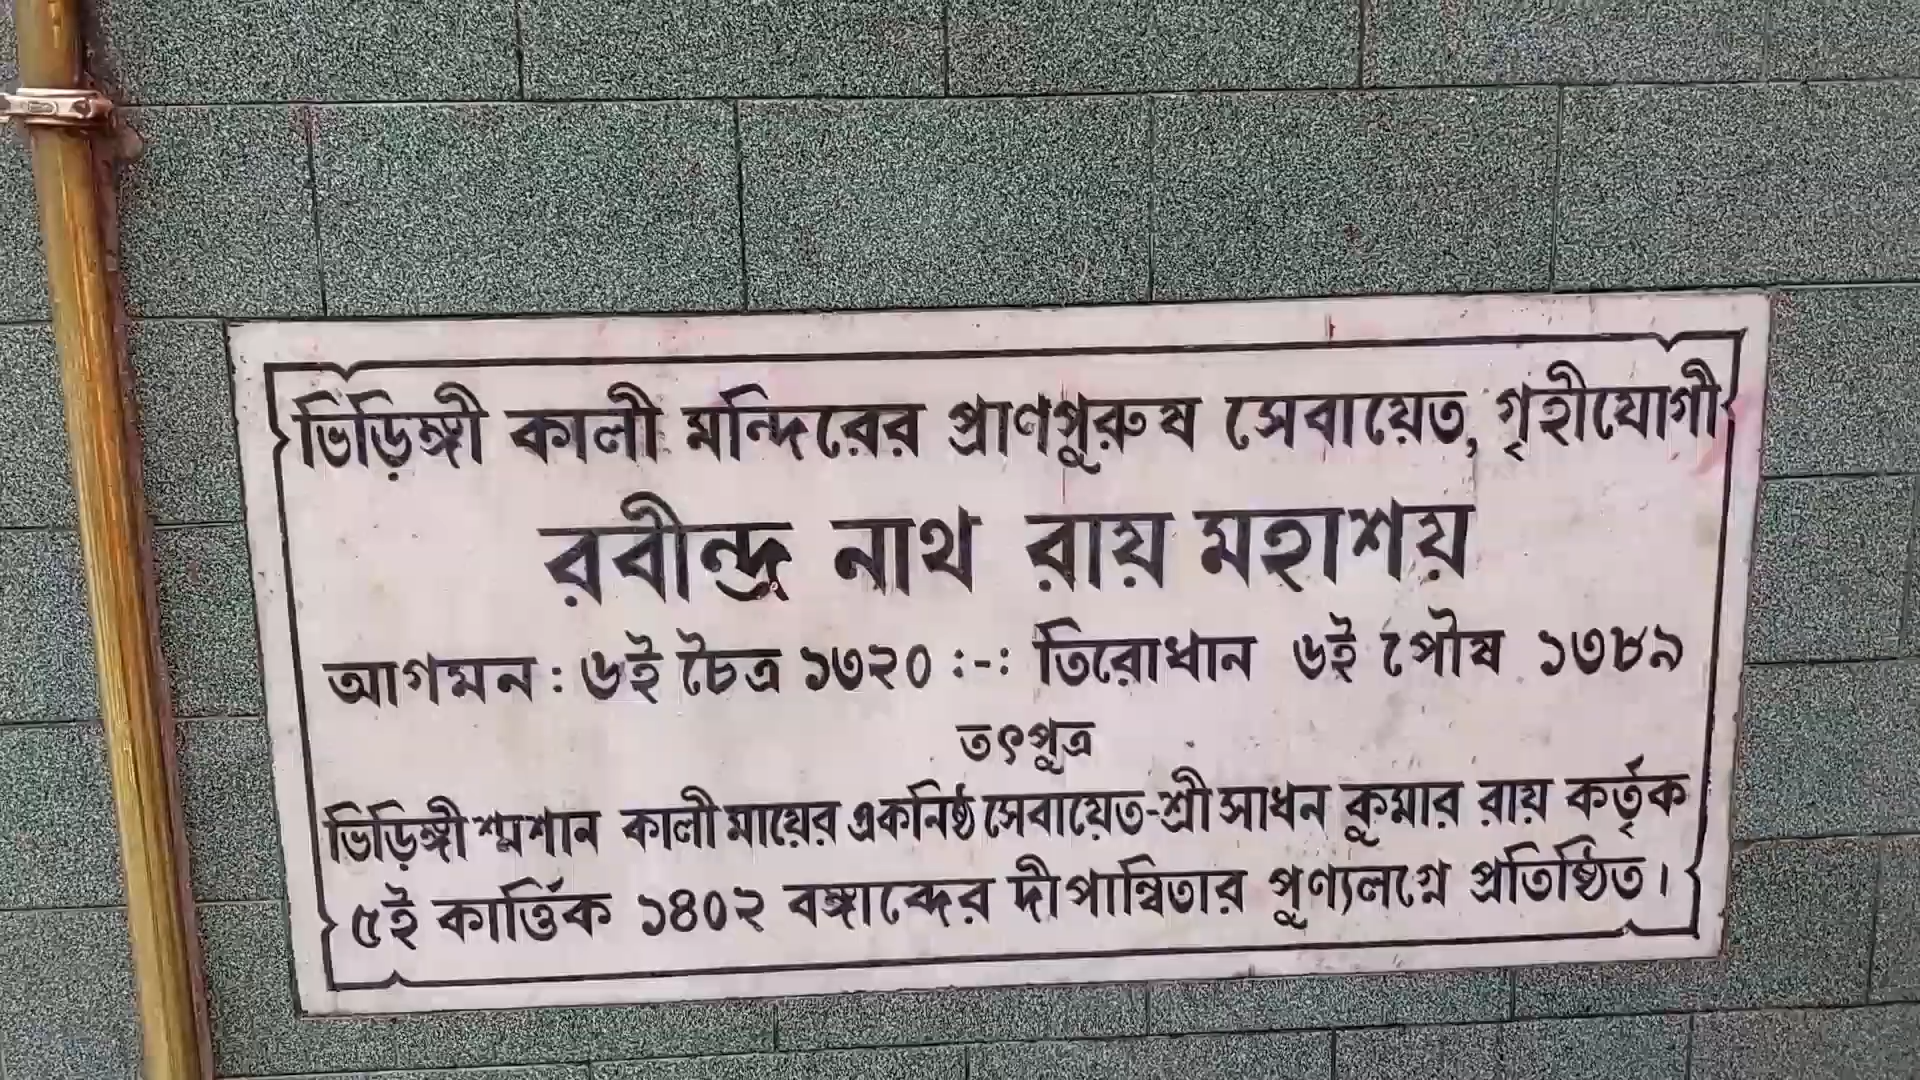 ভিড়িঙ্গী কালী মন্দিরের প্রাণপুরুষ সেবায়েত, গৃহীযোগী
রবীন্দ্র নাথ রায় মহাশয়
আগমন : ৬ই চৈত্র ১৩২০ :-: তিরোধান ৬ই পৌষ ১৩৮৯
তৎপুত্র
ভিড়িঙ্গী শ্মশান কালী মায়ের একনিষ্ঠ সেবায়েত-শ্রী সাধন কুমার রায় কর্তৃক
৫ই কার্ত্তিক ১৪০২ বঙ্গাব্দের দীপান্বিতার পুণ্যলগ্নে প্রতিষ্ঠিত।